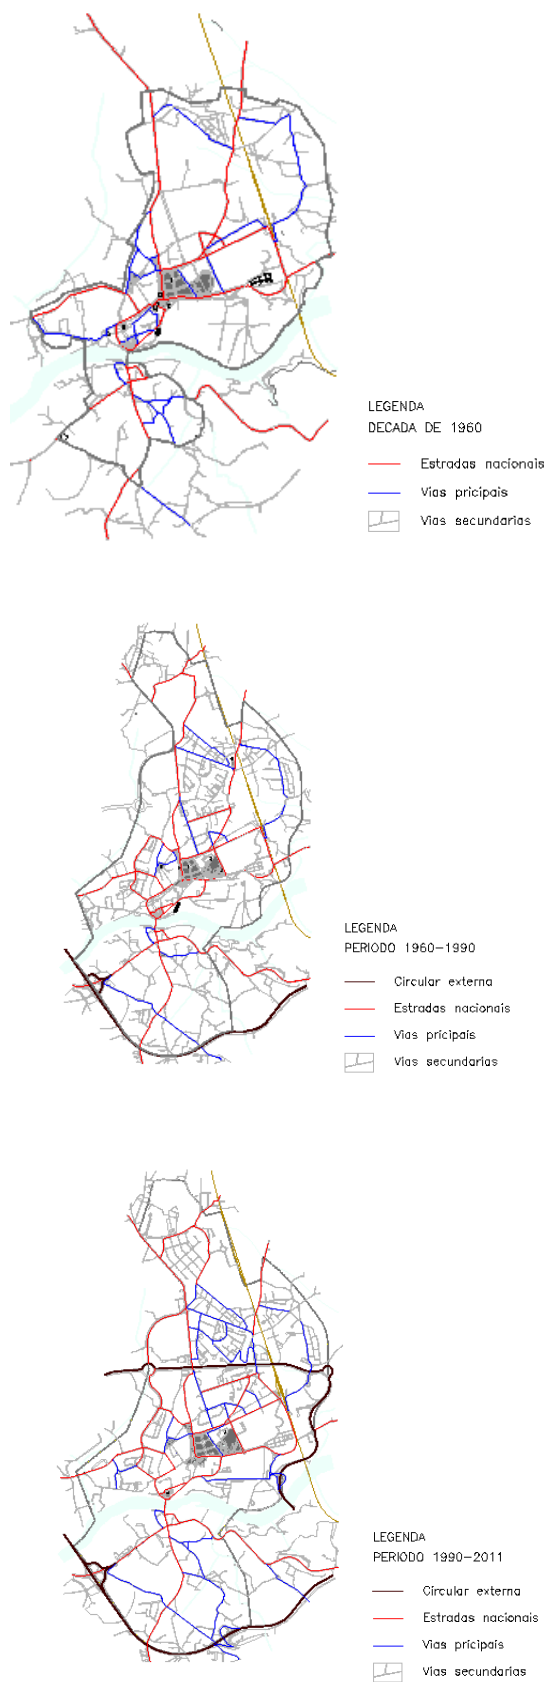 LEGENDA
DECADA DE 1960
Estradas nacionais
Vias pricipais
Vias secundarias
LEGENDA
PERIODO 1960-1990
Circular externa
Estradas nacionais
Vias pricipais
Vias secundarias
LEGENDA
PERIODO 1990-2011
Circular externa
Estradas nacionais
Vias pricipais
Vias secundarias